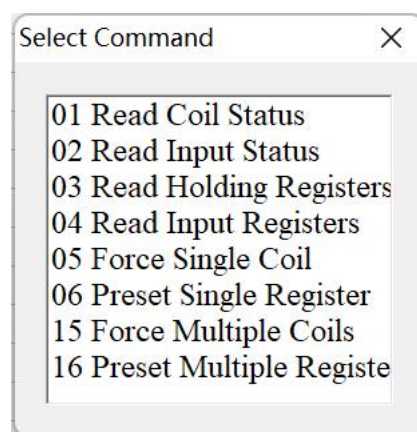 Select Command
01 Read Coil Status
02 Read Input Status
03 Read Holding Registers
04 Read Input Registers
05 Force Single Coil
06 Preset Single Register
15 Force Multiple Coils
16 Preset Multiple Registe